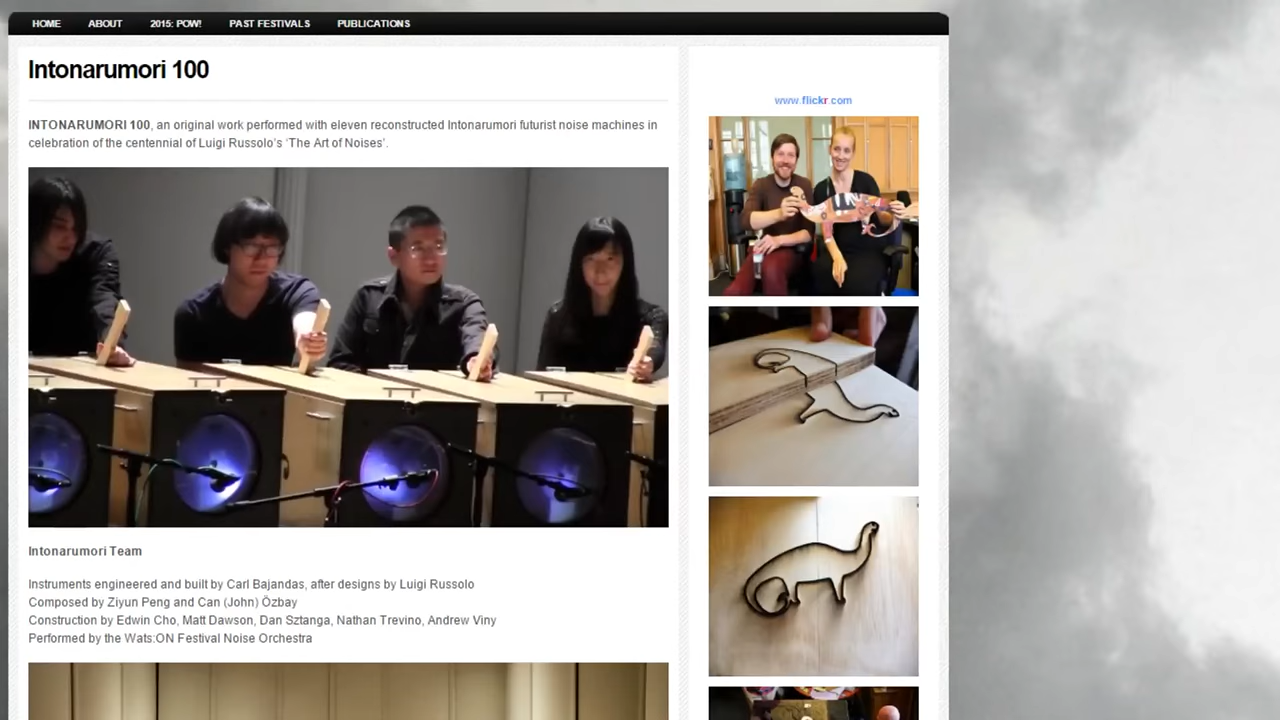 HOME ABOUT 2015: POW! PAST FESTIVALS PUBLICATIONS
Intonarumori 100
www.flickr.com
INTONARUMORI 100, an original work performed with eleven reconstructed Intonarumori futurist noise machines in
celebration of the centennial of Luigi Russolo's 'The Art of Noises'.
Intonarumori Team
Instruments engineered and built by Carl Bajandas, after designs by Luigi Russolo
Composed by Ziyun Peng and Can (John) Özbay
Construction by Edwin Cho, Matt Dawson, Dan Sztanga, Nathan Trevino, Andrew Viny
Performed by the Wats:ON Festival Noise Orchestra